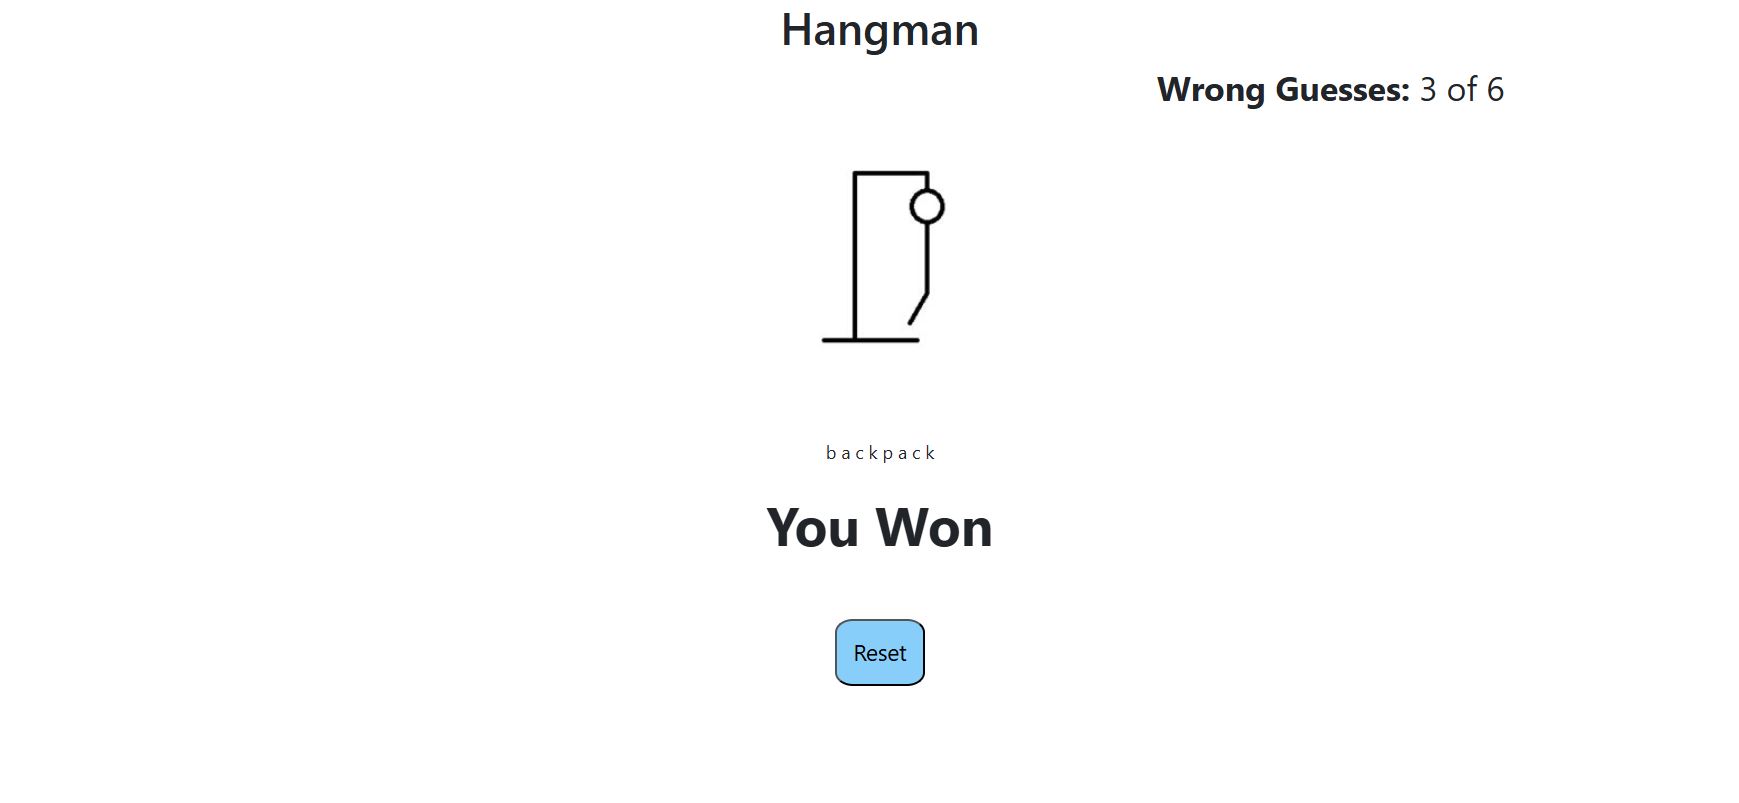 Hangman
Wrong Guesses: 3 of 6
b a c k p a c k
You Won
Reset